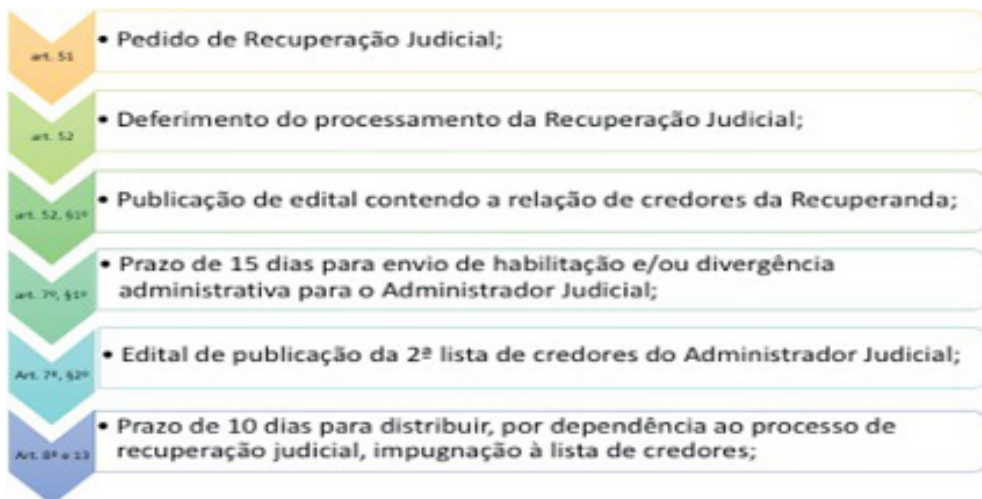 art. 51
• Pedido de Recuperação Judicial;
art. 52
• Deferimento do processamento da Recuperação Judicial;
art. 52, §1º
• Publicação de edital contendo a relação de credores da Recuperanda;
art. 7º, §1º
• Prazo de 15 dias para envio de habilitação e/ou divergência
administrativa para o Administrador Judicial;
Art. 7º, §2º
• Edital de publicação da 2ª lista de credores do Administrador Judicial;
Art. 8º e 13
• Prazo de 10 dias para distribuir, por dependência ao processo de
recuperação judicial, impugnação à lista de credores;